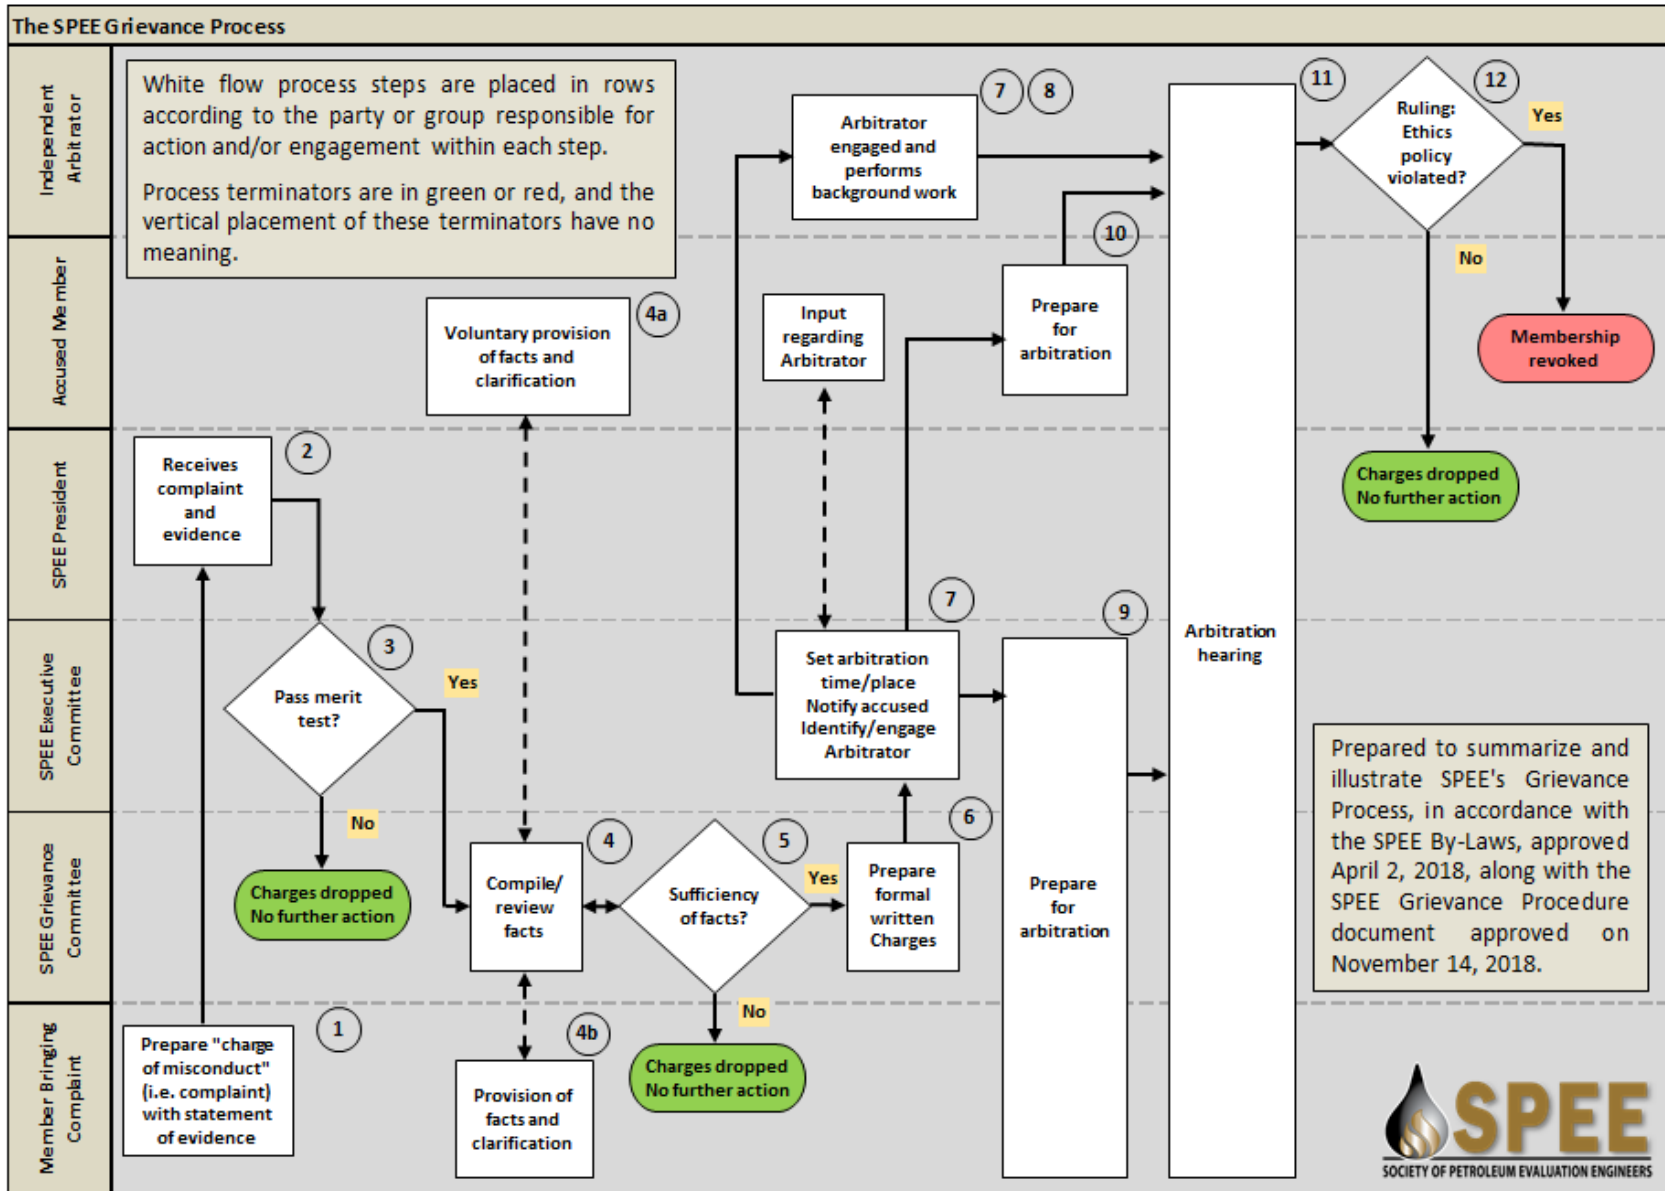 The SPEE Grievance Process
Independent
Arbitrator
Accused Member
SPEE President
SPEE Executive
Committee
SPEE Grievance
Committee
Member Bringing
Complaint
White flow process steps are placed in rows
according to the party or group responsible for
action and/or engagement within each step.
Process terminators are in green or red, and the
vertical placement of these terminators have no
meaning.
1
Prepare "charge
of misconduct"
(i.e. complaint)
with statement
of evidence
2
Receives
complaint
and
evidence
3
Pass merit
test?
Yes
No
Charges dropped
No further action
4a
Voluntary provision
of facts and
clarification
4
Compile/
review
facts
4b
Provision of
facts and
clarification
5
Sufficiency
of facts?
Yes
No
Charges dropped
No further action
6
Prepare
formal
written
Charges
7
Set arbitration
time/place
Notify accused
Identify/engage
Arbitrator
Input
regarding
Arbitrator
7
8
Arbitrator
engaged and
performs
background work
9
Prepare
for
arbitration
10
Prepare
for
arbitration
11
Arbitration
hearing
12
Ruling:
Ethics
policy
violated?
Yes
No
Membership
revoked
Charges dropped
No further action
Prepared to summarize and
illustrate SPEE's Grievance
Process, in accordance with
the SPEE By-Laws, approved
April 2, 2018, along with the
SPEE Grievance Procedure
document approved on
November 14, 2018.
SPEE
SOCIETY OF PETROLEUM EVALUATION ENGINEERS